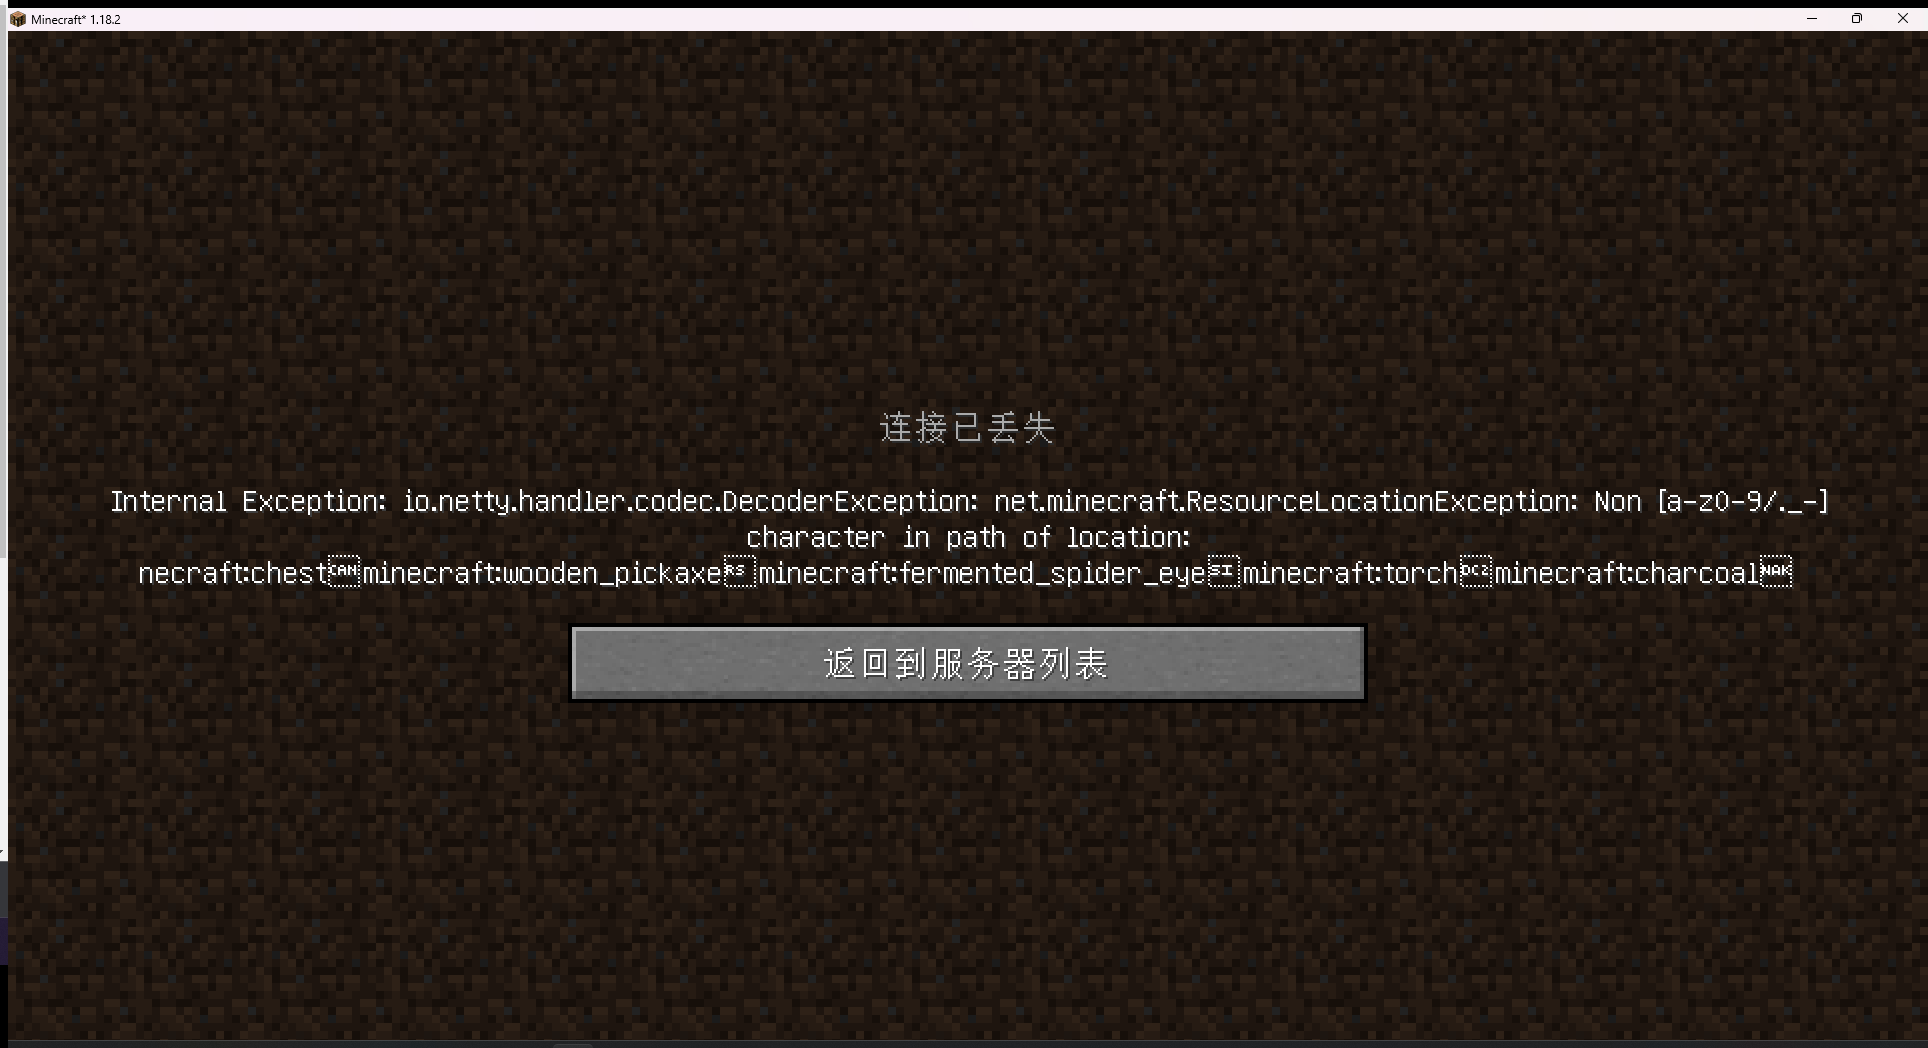 Minecraft* 1.18.2
连接已丢失
Internal Exception: io.netty.handler.codec.DecoderException: net.minecraft.ResourceLocationException: Non [a-z0-9/._-]
character in path of location:
necraft:chest␘minecraft:wooden_pickaxe␞minecraft:fermented_spider_eye␏minecraft:torch␒minecraft:charcoal␕
返回到服务器列表